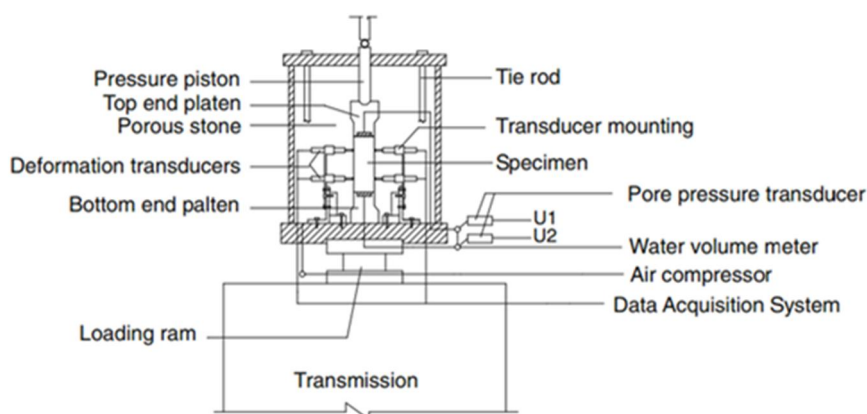 Pressure piston
Top end platen
Porous stone
Deformation transducers
Bottom end palten
Loading ram
Tie rod
Transducer mounting
Specimen
Pore pressure transducer
U1
U2
Water volume meter
Air compressor
Data Acquisition System
Transmission